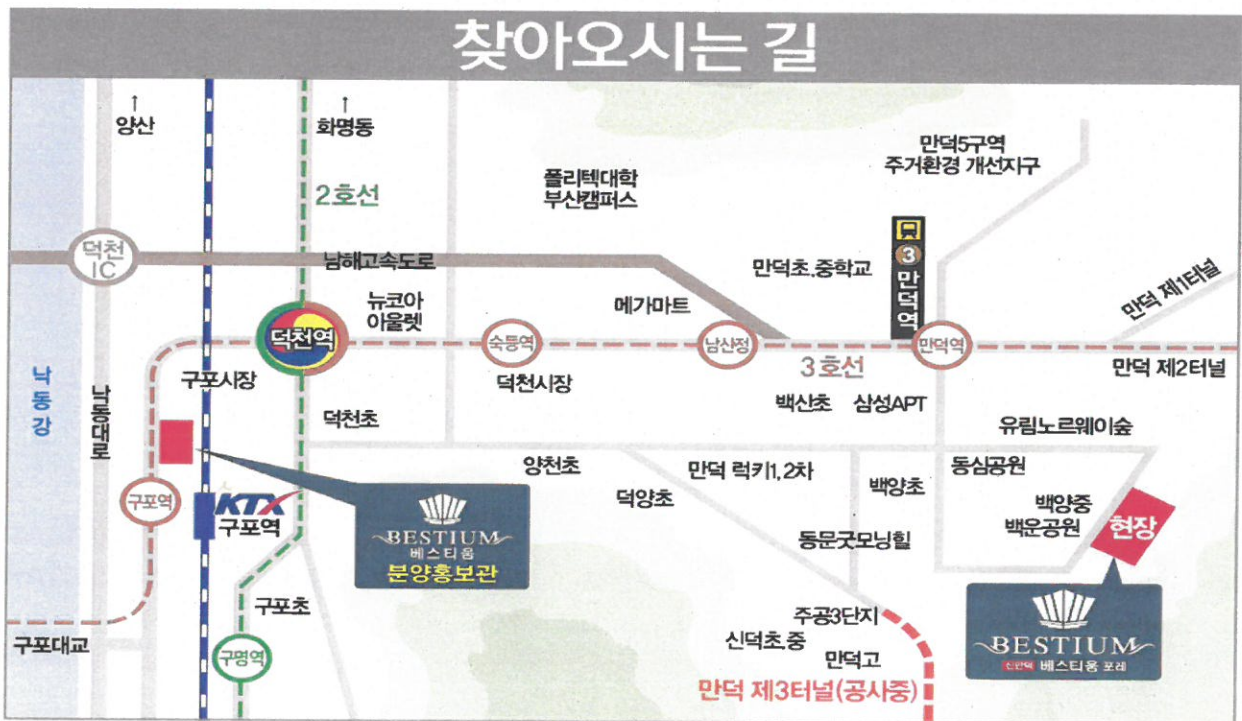 찾아오시는 길
↑
양산
↑
화명동
2호선
폴리텍대학
부산캠퍼스
만덕5구역
주거환경 개선지구
덕천
IC
남해고속도로
만덕초.중학교
3
만덕역
만덕 제1터널
뉴코아
아울렛
메가마트
덕천역
숙등역
남산정
만덕역
구포시장
덕천시장
3호선
만덕 제2터널
낙동강
낙동대로
덕천초
백산초
삼성APT
유림노르웨이숲
양천초
만덕 럭키1,2차
동심공원
덕양초
백양초
백양중
백운공원
현장
구포역
KTX
구포역
BESTIUM
베스티움
분양홍보관
동문굿모닝힐
구포초
주공3단지
신덕초.중
만덕고
구포대교
구명역
만덕 제3터널(공사중)
BESTIUM
신만덕 베스티움 포레